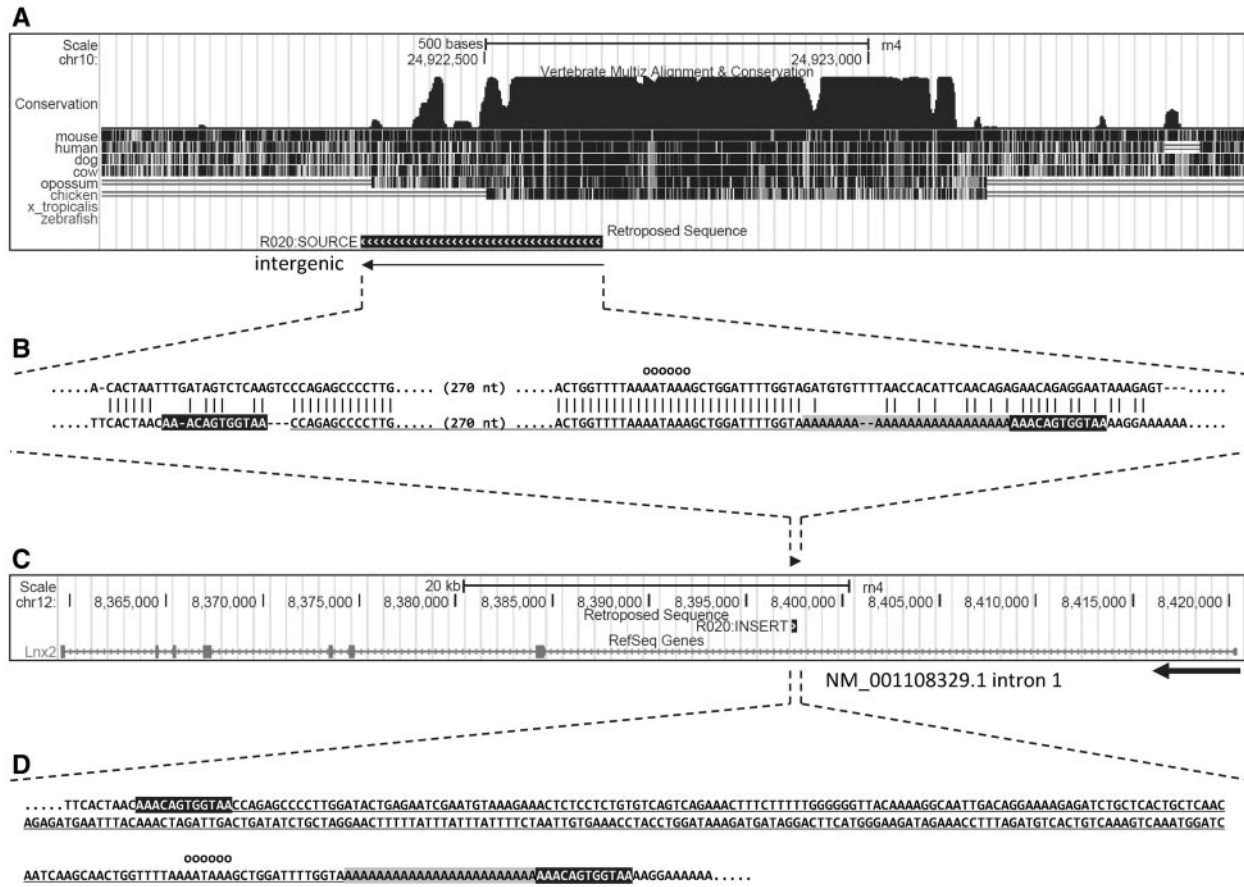 A
Scale
chr10:
500 bases
rn4
24,922,500
24,923,000
Vertebrate Multiz Alignment & Conservation
Conservation
mouse
human
dog
cow
opossum
chicken
x_tropicalis
zebrafish
Retroposed Sequence
R020:SOURCE
intergenic
B
oooooo
.....A-CACTAATTTGATAGTCTCAAGTCCCAGAGCCCCTTG..... (270 nt) .....ACTGGTTTTAAAATAAAGCTGGATTTTGGTAGATGTGTTTTAACCACATTCAACAGAGAACAGAGGAATAAAGAGT----.....
.....TTCACTAACAA-ACAGTGGTAA---CCAGAGCCCCTTG..... (270 nt) .....ACTGGTTTTAAAATAAAGCTGGATTTTGGTAAAAAAAAA--AAAAAAAAAAAAAAAAAAAACAGTGGTAAAAGGAAAAAA.....
C
Scale
chr12:
20 kb
rn4
8,365,000
8,370,000
8,375,000
8,380,000
8,385,000
8,390,000
8,395,000
8,400,000
8,405,000
8,410,000
8,415,000
8,420,000
Retroposed Sequence
R020:INSERT
RefSeq Genes
Lnx2
NM_001108329.1 intron 1
D
.....TTCACTAACAAACAGTGGTAACCAGAGCCCCTTGGATACTGAGAATCGAATGTAAAGAAACTCTCCTCTGTGTCAGTCAGAAACTTTCTTTTTGGGGGGTTACAAAAGGCAATTGACAGGAAAAGAGATCTGCTCACTGCTCAAC
AGAGATGAATTTACAAACTAGATTGACTGATATCTGCTAGGAACTTTTTATTTATTTATTTTCTAATTGTGAAACCTACCTGGATAAAGATGATAGGACTTCATGGGAAGATAGAAACCTTTAGATGTCACTGTCAAAGTCAAATGGATC
oooooo
AATCAAGCAACTGGTTTTAAAATAAAGCTGGATTTTGGTAAAAAAAAAAAAAAAAAAAAAAAAAAAACAGTGGTAAAAGGAAAAAA.....